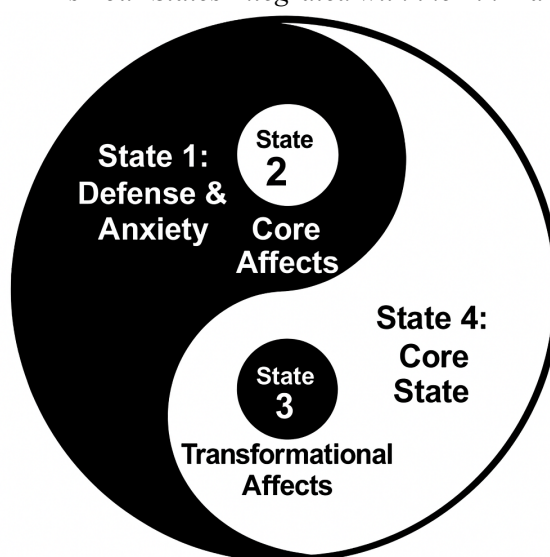 State 1:
Defense &
Anxiety
State
2
Core
Affects
State 4:
Core
State
State
3
Transformational
Affects